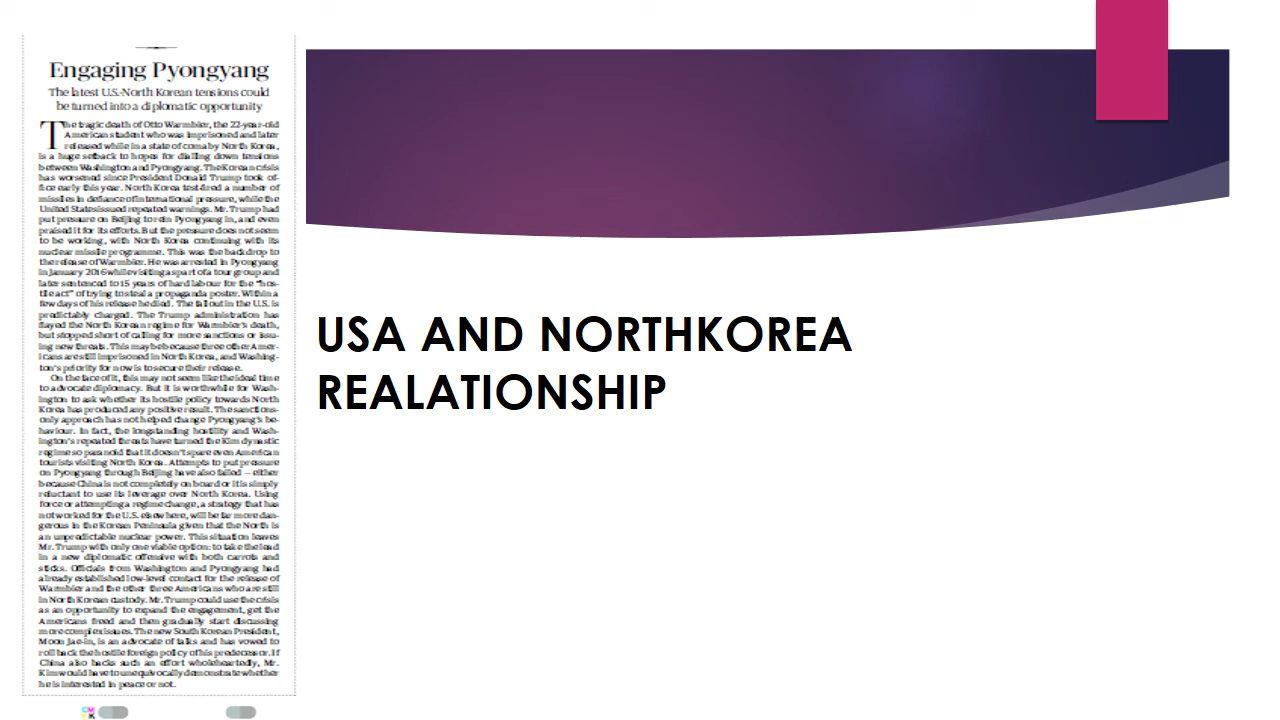 Engaging Pyongyang
The latest U.S.-North Korean tensions could
be turned into a diplomatic opportunity
The tragic death of Otto Warmbier, the 22-year-old
American student who was imprisoned and later
released while in a state of coma by North Korea,
is a huge setback to hopes for dialling down tensions
between Washington and Pyongyang. The Korean crisis
has worsened since President Donald Trump took of-
fice early this year. North Korea test-fired a number of
missiles in defiance of international pressure, while the
United States issued repeated warnings. Mr. Trump had
put pressure on Beijing to rein Pyongyang in, and even
praised it for its efforts. But the pressure does not seem
to be working, with North Korea continuing with its
nuclear missile programme. This was the backdrop to
the release of Warmbier. He was arrested in Pyongyang
in January 2016 while visiting as part of a tour group and
later sentenced to 15 years of hard labour for the "hos-
tile act" of trying to steal a propaganda poster. Within a
few days of his release he died. The fallout in the U.S. is
predictably charged. The Trump administration has
flayed the North Korean regime for Warmbier's death,
but stopped short of calling for more sanctions or issu-
ing new threats. This may be because three other Amer-
icans are still imprisoned in North Korea, and Washing-
ton's priority for now is to secure their release.
On the face of it, this may not seem like the ideal time
to advocate diplomacy. But it is worthwhile for Wash-
ington to ask whether its hostile policy towards North
Korea has produced any positive result. The sanctions-
only approach has not helped change Pyongyang's be-
haviour. In fact, the longstanding hostility and Wash-
ington's repeated threats have turned the Kim dynastic
regime so paranoid that it doesn't spare even American
tourists visiting North Korea. Attempts to put pressure
on Pyongyang through Beijing have also failed – either
because China is not completely on board or it is simply
reluctant to use its leverage over North Korea. Using
force or attempting a regime change, a strategy that has
not worked for the U.S. elsewhere, will be far more dan-
gerous in the Korean Peninsula given that the North is
an unpredictable nuclear power. This situation leaves
Mr. Trump with only one viable option: to take the lead
in a new diplomatic offensive with both carrots and
sticks. Officials from Washington and Pyongyang had
already established low-level contact for the release of
Warmbier and the other three Americans who are still
in North Korean custody. Mr. Trump could use the crisis
as an opportunity to expand the engagement, get the
Americans freed and then gradually start discussing
more complex issues. The new South Korean President,
Moon Jae-in, is an advocate of talks and has vowed to
roll back the hostile foreign policy of his predecessor. If
China also backs such an effort wholeheartedly, Mr.
Kim would have to unequivocally demonstrate whether
he is interested in peace or not.
CM
YK
USA AND NORTHKOREA
REALATIONSHIP